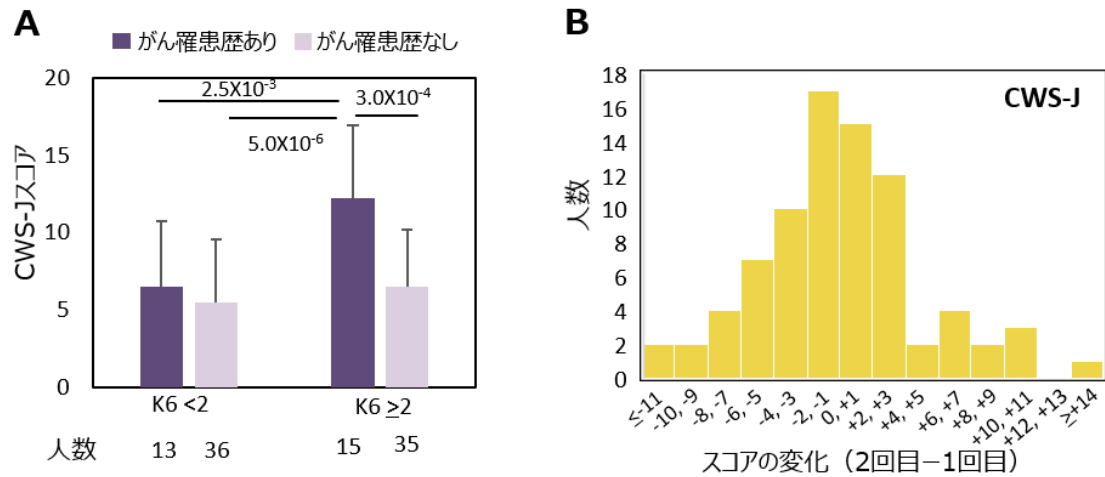 A
がん罹患歴あり がん罹患歴なし
CWS-Jスコア
20
15
10
5
0
2.5X10-3
3.0X10-4
5.0X10-6
K6 <2 K6 ≥2
人数 13 36 15 35
B
CWS-J
人数
18
16
14
12
10
8
6
4
2
0
≤-11 -10, -9 -8, -7 -6, -5 -4, -3 -2, -1 0, +1 +2, +3 +4, +5 +6, +7 +8, +9 +10, +11 +12, +13 ≥+14
スコアの変化（2回目－1回目）